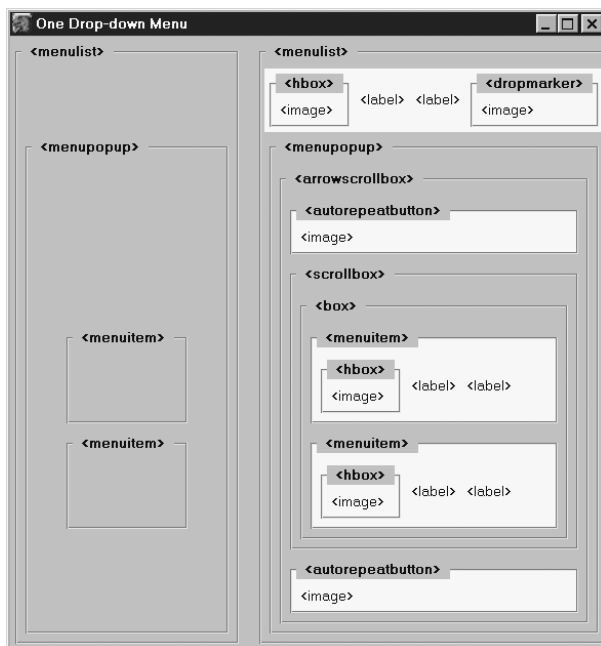 One Drop-down Menu
<menulist>
<menupopup>
<menuitem>
<menuitem>
<menulist>
<hbox>
<image>
<label> <label>
<dropmarker>
<image>
<menupopup>
<arrowscrollbox>
<autorepeatbutton>
<image>
<scrollbox>
<box>
<menuitem>
<hbox>
<image>
<label> <label>
<menuitem>
<hbox>
<image>
<label> <label>
<autorepeatbutton>
<image>